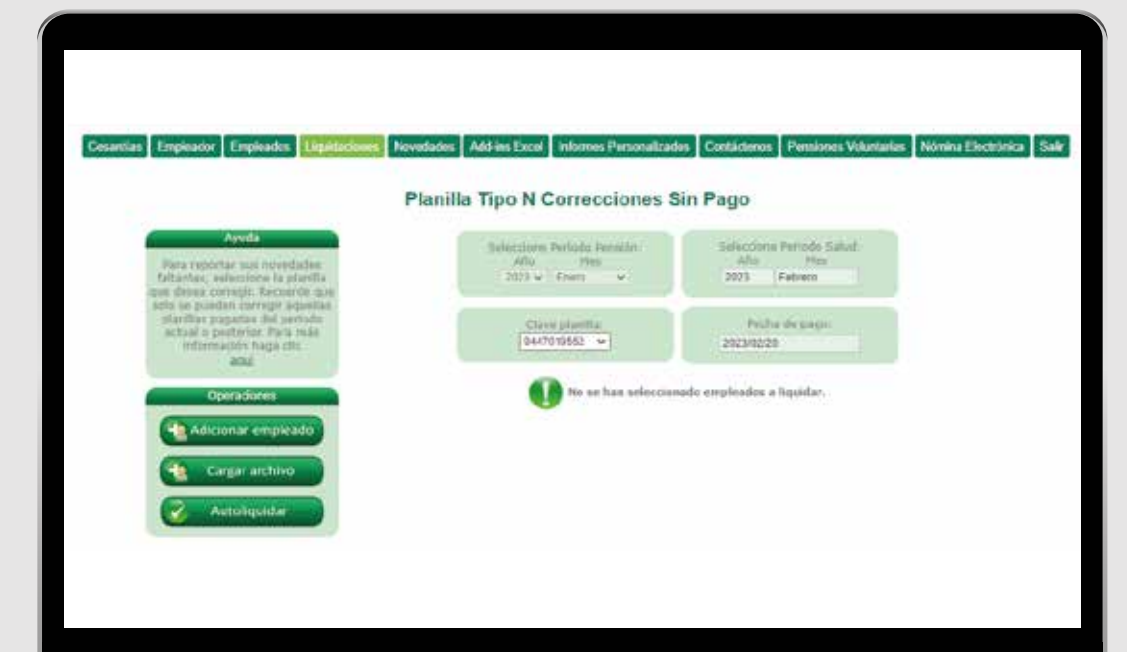 Cesantías Empleador Empleados Liquidaciones Novedades Add-ins Excel Informes Personalizados Contáctenos Pensiones Voluntarias Nómina Electrónica Salir
Planilla Tipo N Correcciones Sin Pago
Ayuda
Para reportar sus novedades
faltantes, seleccione la planilla
que desea corregir. Recuerde que
solo se pueden corregir aquellas
planillas pagadas del periodo
actual o posterior. Para más
información haga clic
aquí
Operaciones
Adicionar empleado
Cargar archivo
Autoliquidar
Seleccione Periodo Pensión:
Año Mes
2023 Enero
Seleccione Periodo Salud:
Año Mes
2023 Febrero
Clave planilla:
9447019552
Fecha de pago:
2023/02/20
No se han seleccionado empleados a liquidar.